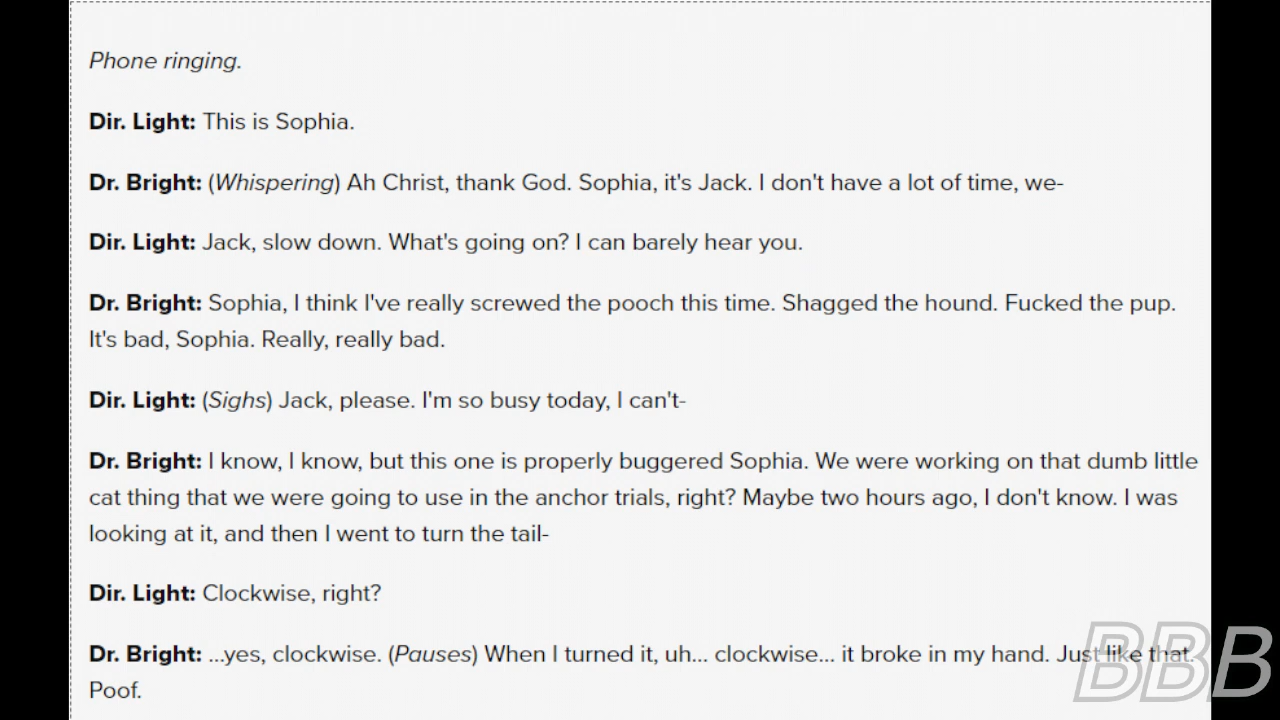 Phone ringing.
Dir. Light: This is Sophia.
Dr. Bright: (Whispering) Ah Christ, thank God. Sophia, it's Jack. I don't have a lot of time, we-
Dir. Light: Jack, slow down. What's going on? I can barely hear you.
Dr. Bright: Sophia, I think I've really screwed the pooch this time. Shagged the hound. Fucked the pup.
It's bad, Sophia. Really, really bad.
Dir. Light: (Sighs) Jack, please. I'm so busy today, I can't-
Dr. Bright: I know, I know, but this one is properly buggered Sophia. We were working on that dumb little
cat thing that we were going to use in the anchor trials, right? Maybe two hours ago, I don't know. I was
looking at it, and then I went to turn the tail-
Dir. Light: Clockwise, right?
Dr. Bright: ...yes, clockwise. (Pauses) When I turned it, uh... clockwise... it broke in my hand. Just like that.
Poof.
BBB